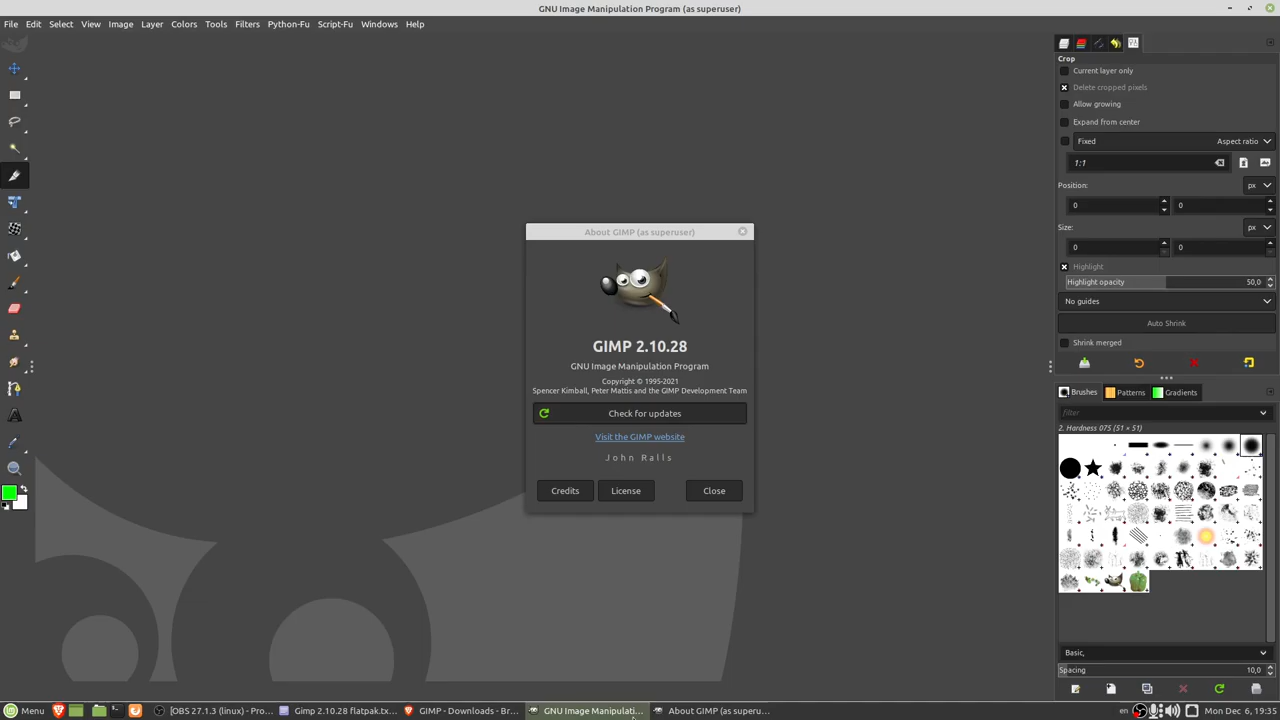 GNU Image Manipulation Program (as superuser)
File Edit Select View Image Layer Colors Tools Filters Python-Fu Script-Fu Windows Help
Crop
Current layer only
Delete cropped pixels
Allow growing
Expand from center
Fixed Aspect ratio
1:1
Position: px
0 0
Size: px
0 0
Highlight
Highlight opacity 50,0
No guides
Auto Shrink
Shrink merged
Brushes Patterns Gradients
filter
2. Hardness 075 (51 × 51)
Basic,
Spacing 10,0
About GIMP (as superuser)
GIMP 2.10.28
GNU Image Manipulation Program
Copyright © 1995-2021
Spencer Kimball, Peter Mattis and the GIMP Development Team
Check for updates
Visit the GIMP website
John Ralls
Credits License Close
Menu [OBS 27.1.3 (linux) - Pro... Gimp 2.10.28 flatpak.tx... GIMP - Downloads - Br... GNU Image Manipulati... About GIMP (as superu... en Mon Dec 6, 19:35